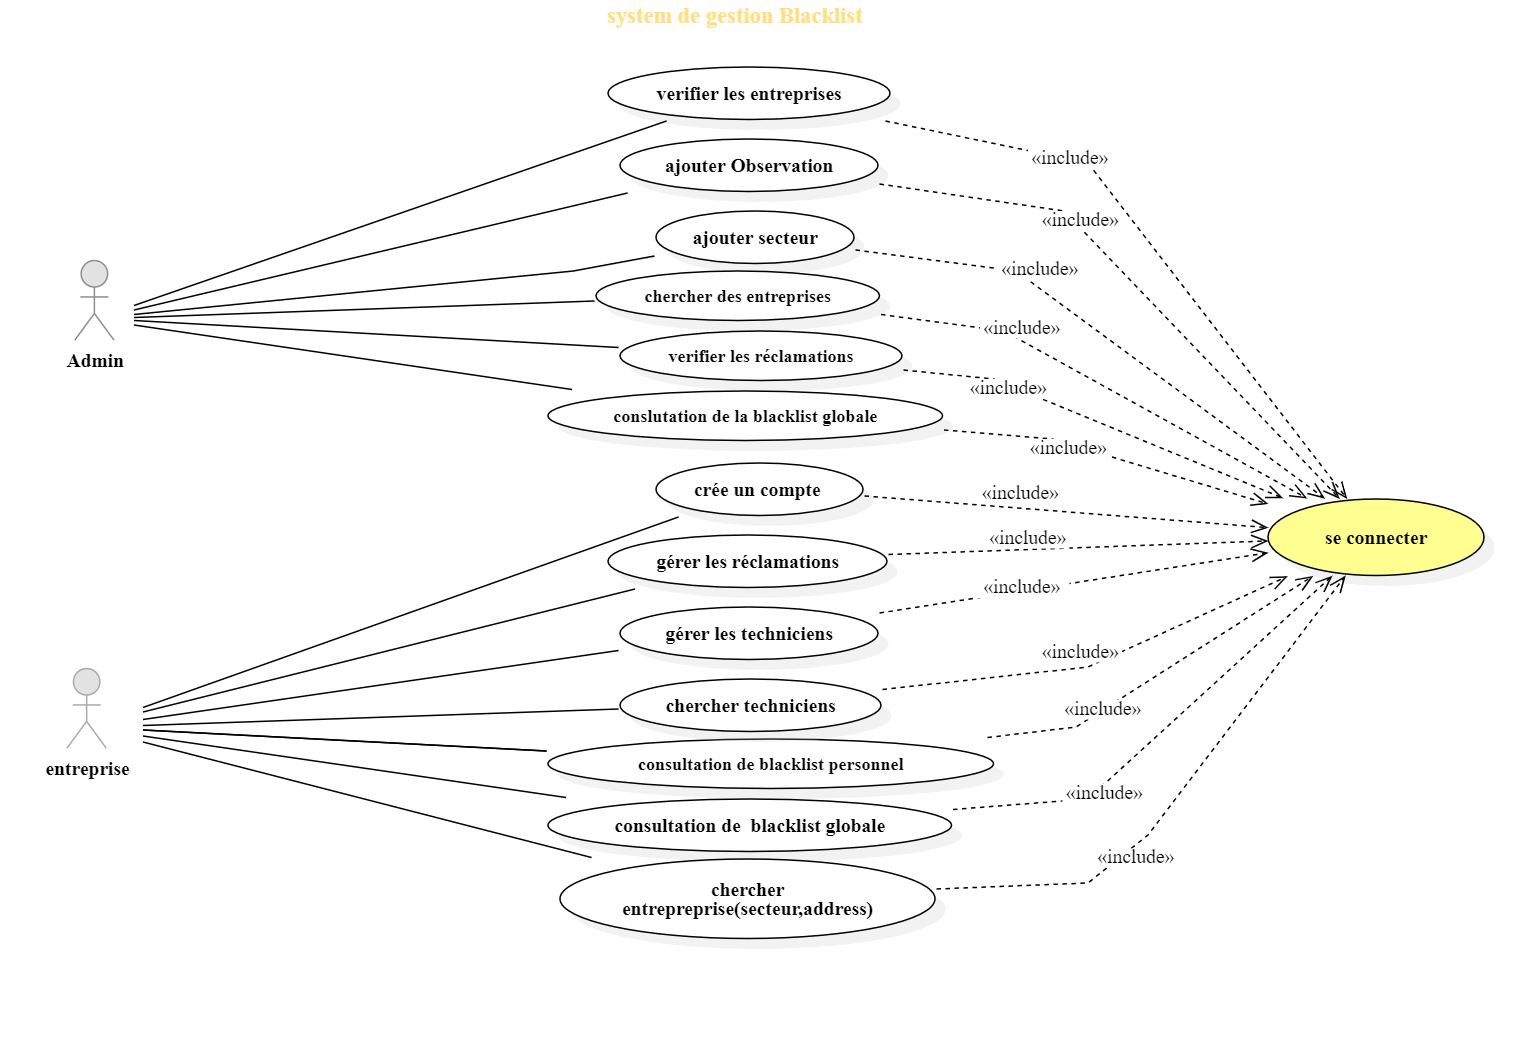 system de gestion Blacklist
verifier les entreprises
«include»
ajouter Observation
«include»
ajouter secteur
«include»
chercher des entreprises
«include»
Admin
verifier les réclamations
«include»
conslutation de la blacklist globale
«include»
crée un compte
«include»
se connecter
gérer les réclamations
«include»
gérer les techniciens
«include»
chercher techniciens
«include»
entreprise
consultation de blacklist personnel
«include»
consultation de  blacklist globale
«include»
chercher
entrepreprise(secteur,address)
«include»